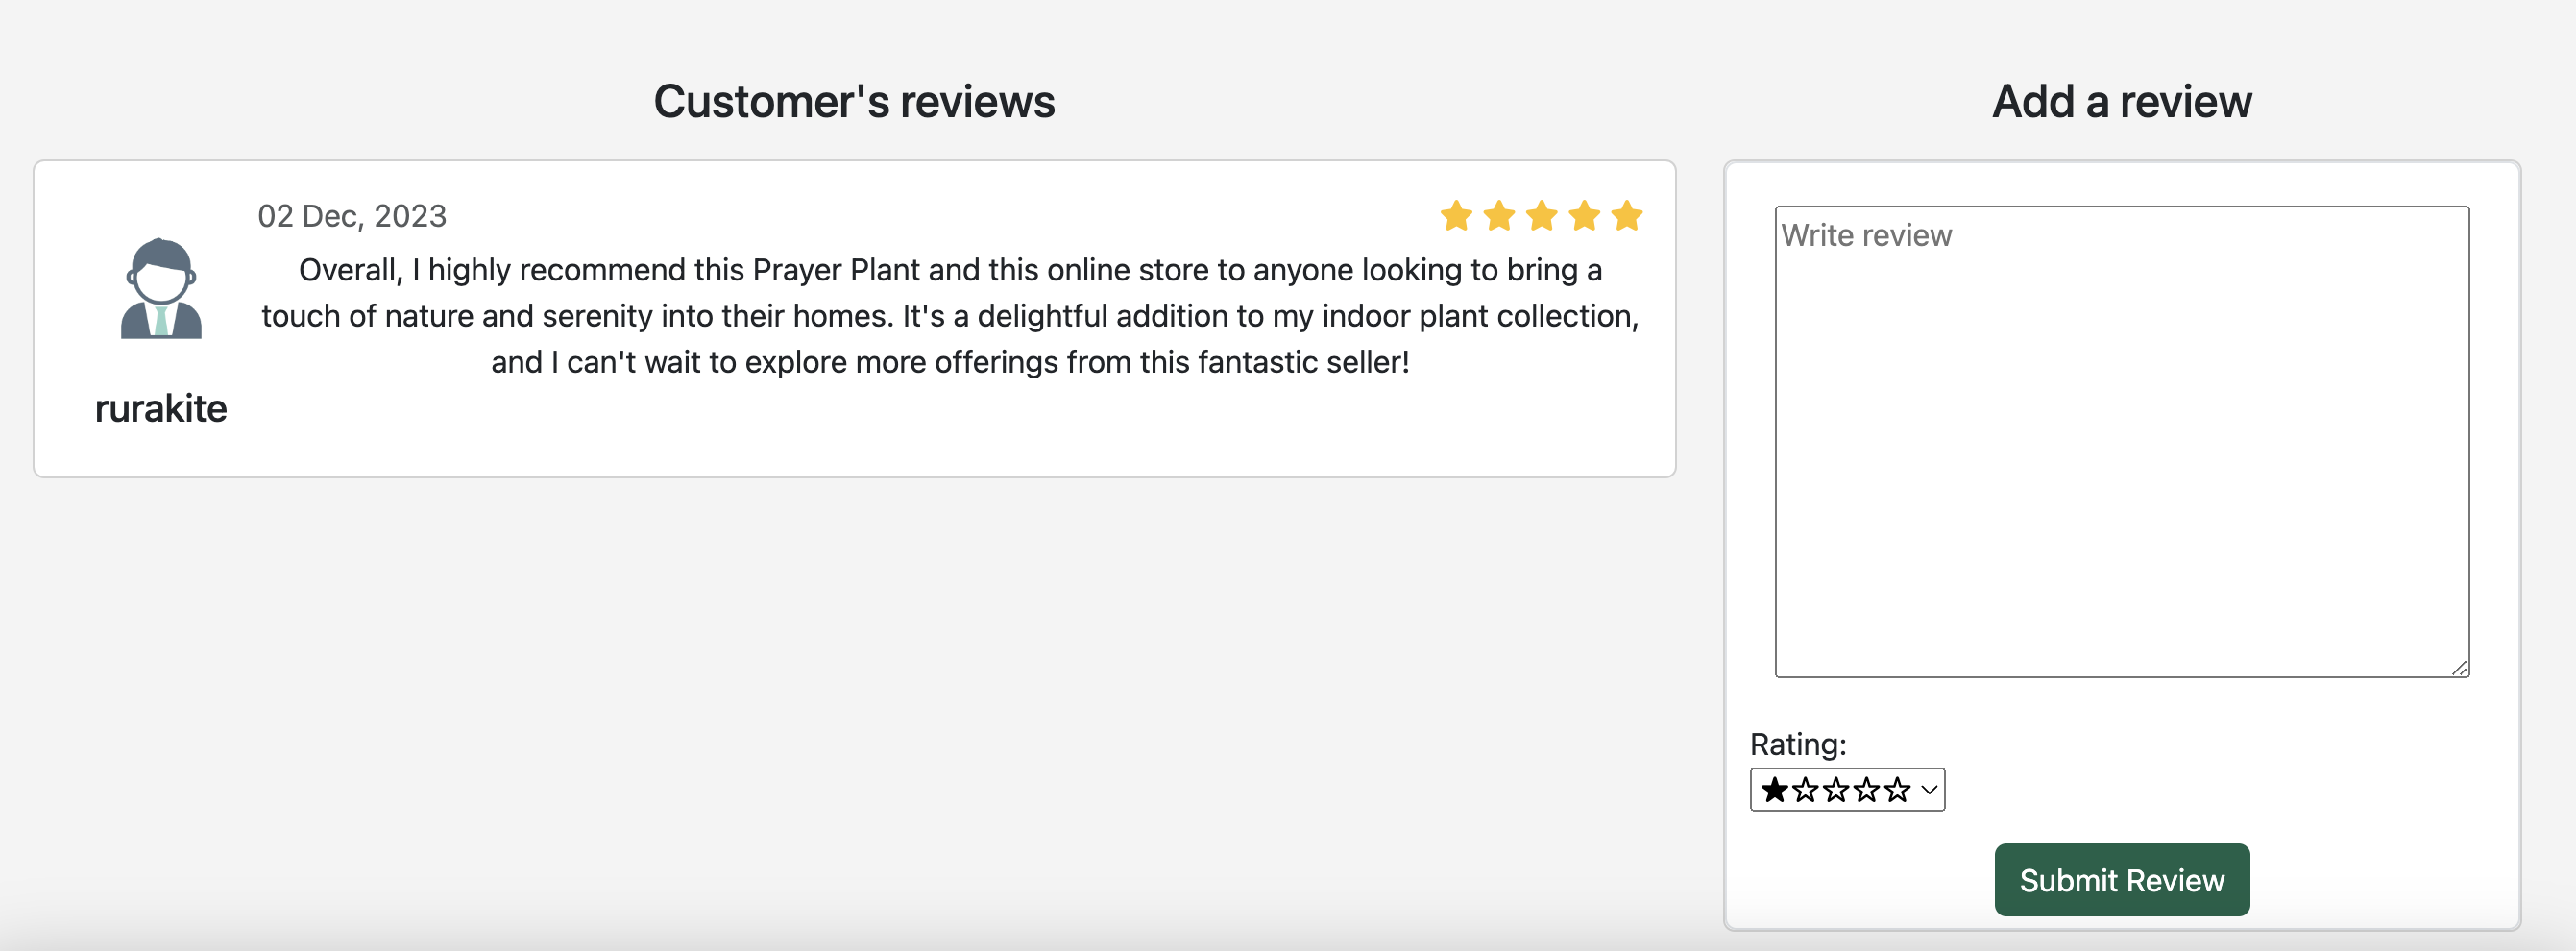 Customer's reviews
02 Dec, 2023
Overall, I highly recommend this Prayer Plant and this online store to anyone looking to bring a
touch of nature and serenity into their homes. It's a delightful addition to my indoor plant collection,
and I can't wait to explore more offerings from this fantastic seller!
rurakite
Add a review
Write review
Rating:
★☆☆☆☆
Submit Review